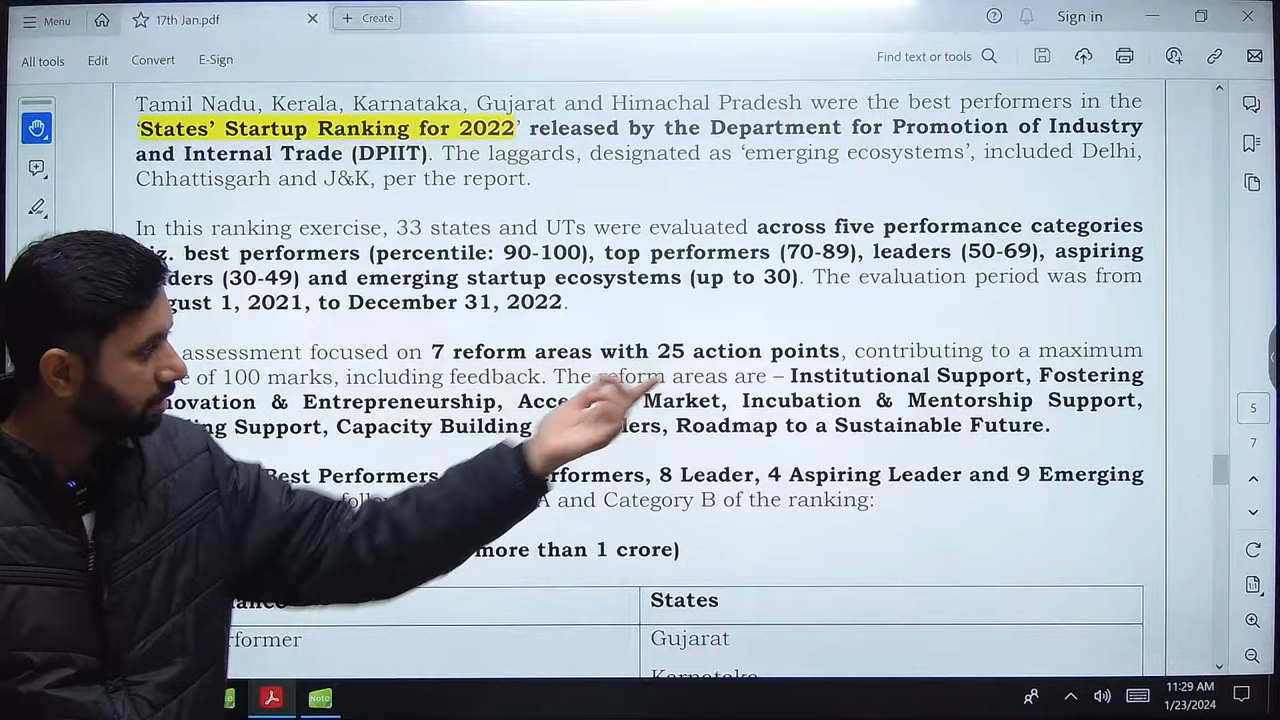 Menu
17th Jan.pdf
Create
Sign in
All tools
Edit
Convert
E-Sign
Find text or tools
Tamil Nadu, Kerala, Karnataka, Gujarat and Himachal Pradesh were the best performers in the
‘States’ Startup Ranking for 2022’ released by the Department for Promotion of Industry
and Internal Trade (DPIIT). The laggards, designated as ‘emerging ecosystems’, included Delhi,
Chhattisgarh and J&K, per the report.
In this ranking exercise, 33 states and UTs were evaluated across five performance categories
best performers (percentile: 90-100), top performers (70-89), leaders (50-69), aspiring
(30-49) and emerging startup ecosystems (up to 30). The evaluation period was from
1, 2021, to December 31, 2022.
assessment focused on 7 reform areas with 25 action points, contributing to a maximum
of 100 marks, including feedback. The reform areas are – Institutional Support, Fostering
& Entrepreneurship, Market, Incubation & Mentorship Support,
Support, Capacity Building Roadmap to a Sustainable Future.
Best Performers 8 Leader, 4 Aspiring Leader and 9 Emerging
A and Category B of the ranking:
more than 1 crore)
States
Gujarat
Karnataka
5
7
11:29 AM
1/23/2024